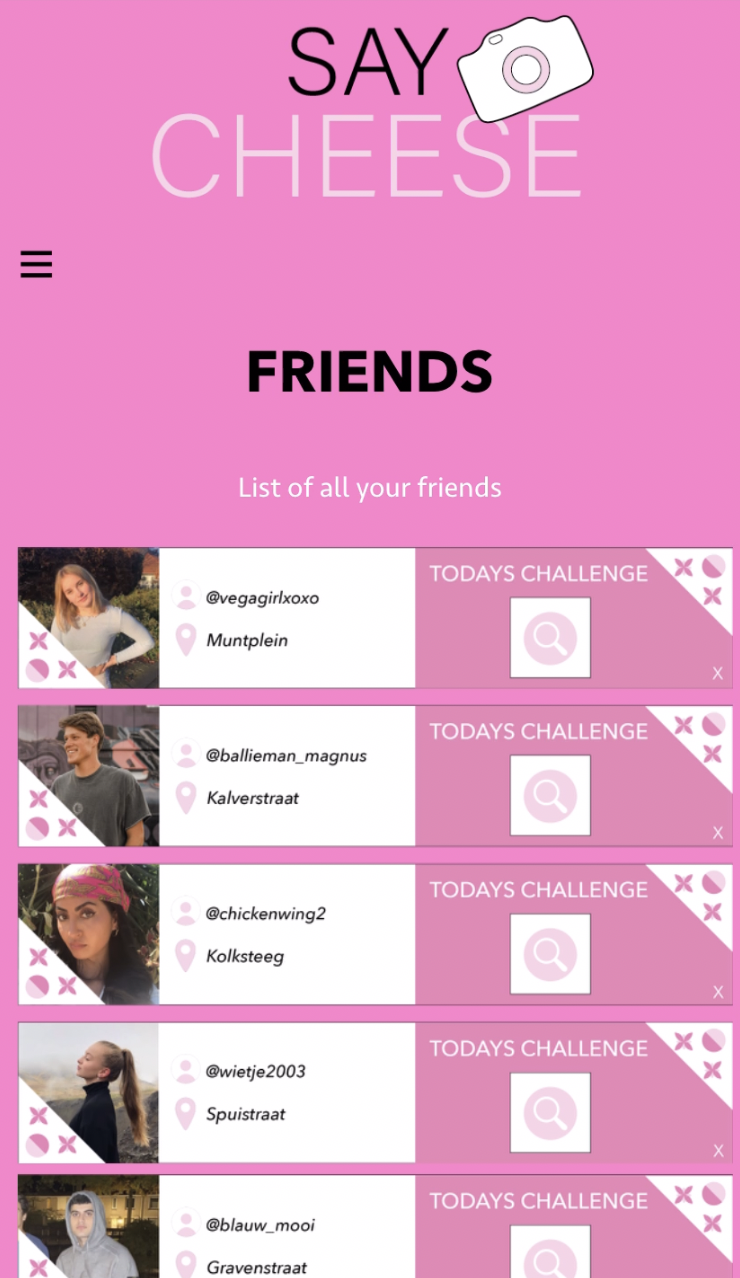 SAY
CHEESE
FRIENDS
List of all your friends
@vegagirlxoxo
Muntplein
TODAYS CHALLENGE
X
@ballieman_magnus
Kalverstraat
TODAYS CHALLENGE
X
@chickenwing2
Kolksteeg
TODAYS CHALLENGE
X
@wietje2003
Spuistraat
TODAYS CHALLENGE
X
@blauw_mooi
Gravenstraat
TODAYS CHALLENGE